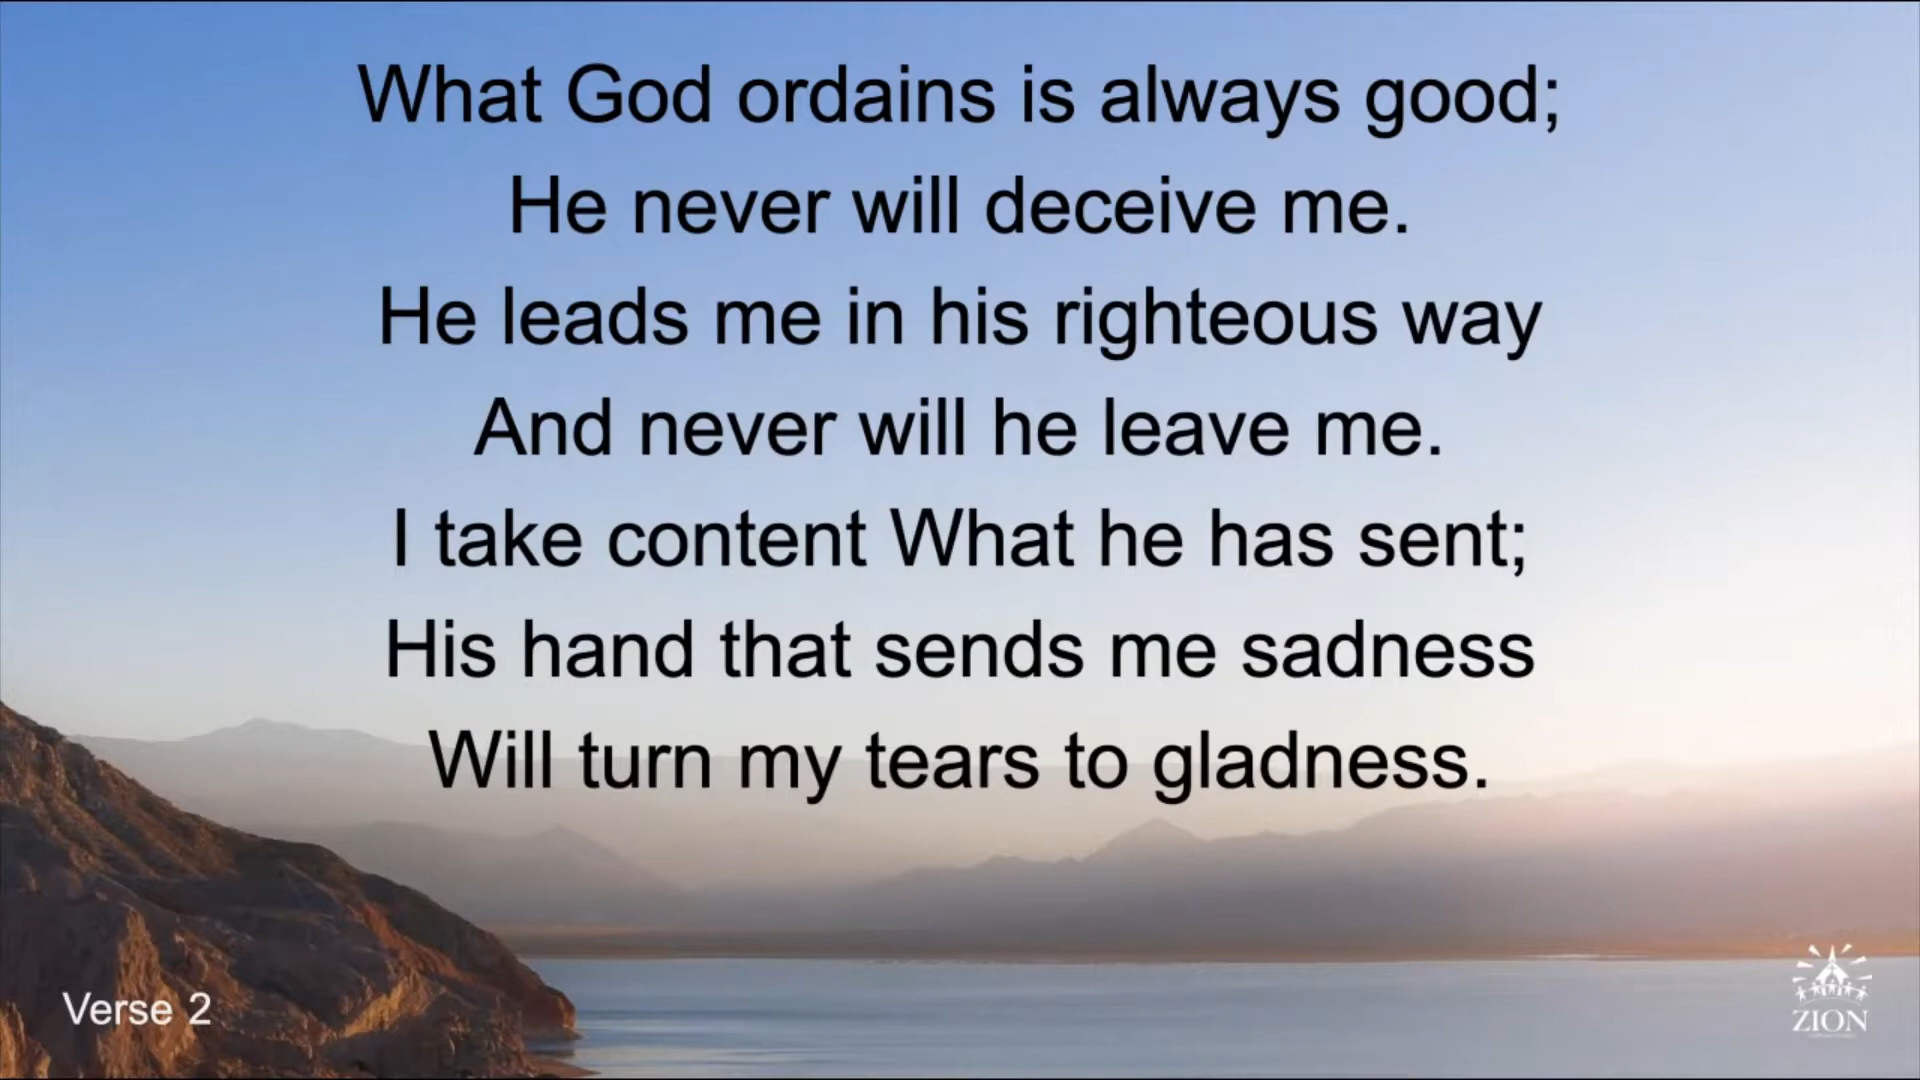 What God ordains is always good;
He never will deceive me.
He leads me in his righteous way
And never will he leave me.
I take content What he has sent;
His hand that sends me sadness
Will turn my tears to gladness.
Verse 2
ZION